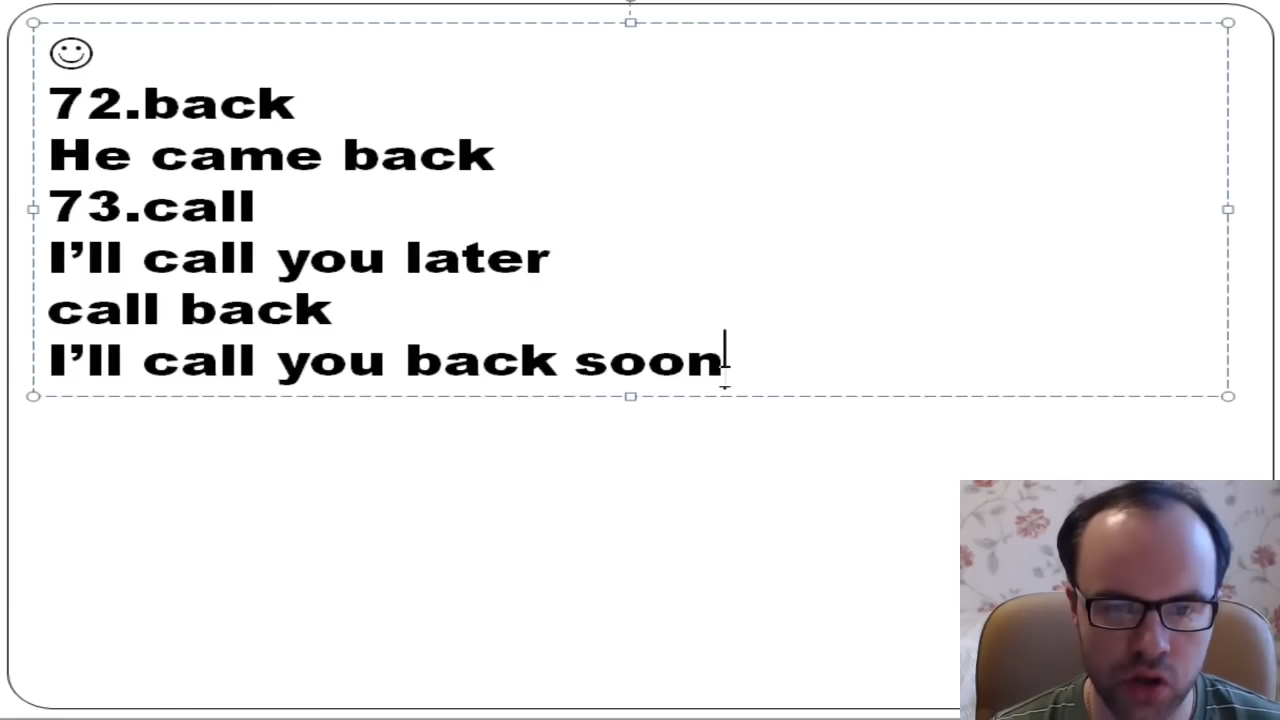 72.back
He came back
73.call
I’ll call you later
call back
I’ll call you back soon